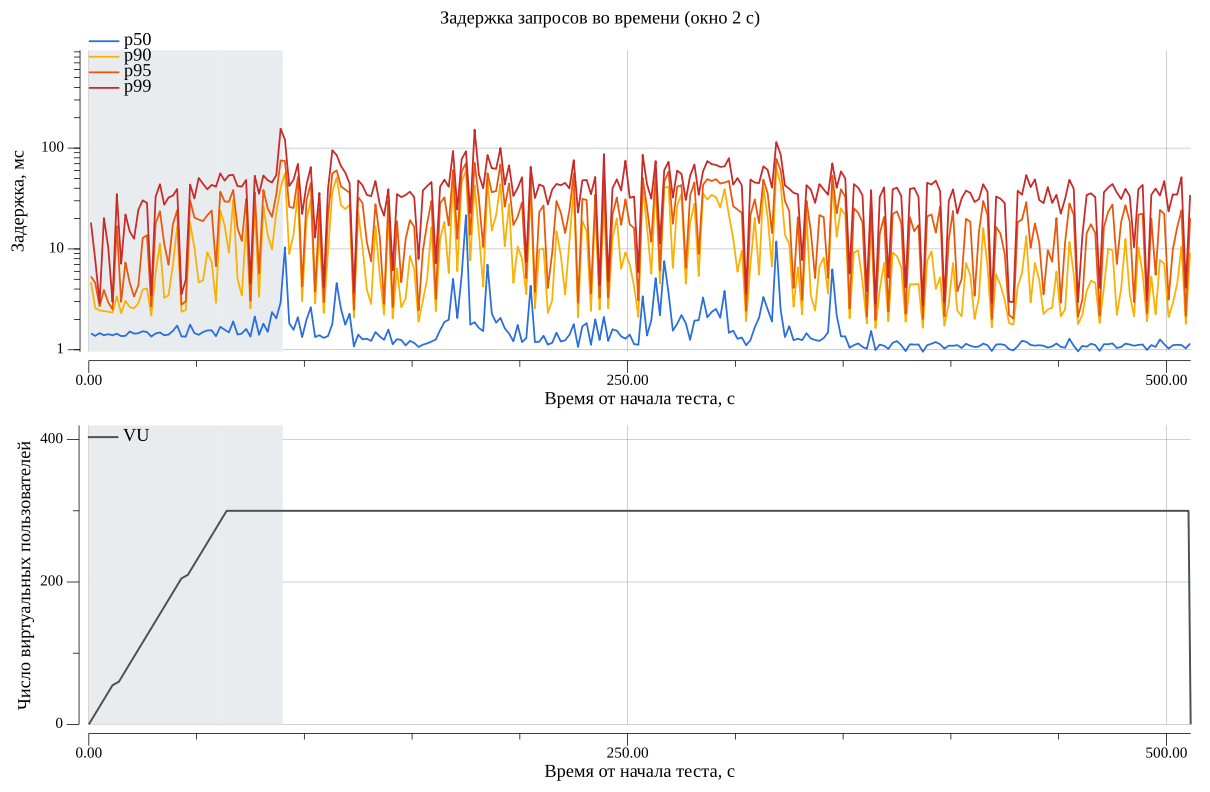 Задержка запросов во времени (окно 2 с)
p50
p90
p95
p99
Задержка, мс
100
10
1
0.00
250.00
500.00
Время от начала теста, с
VU
Число виртуальных пользователей
400
200
0
0.00
250.00
500.00
Время от начала теста, с